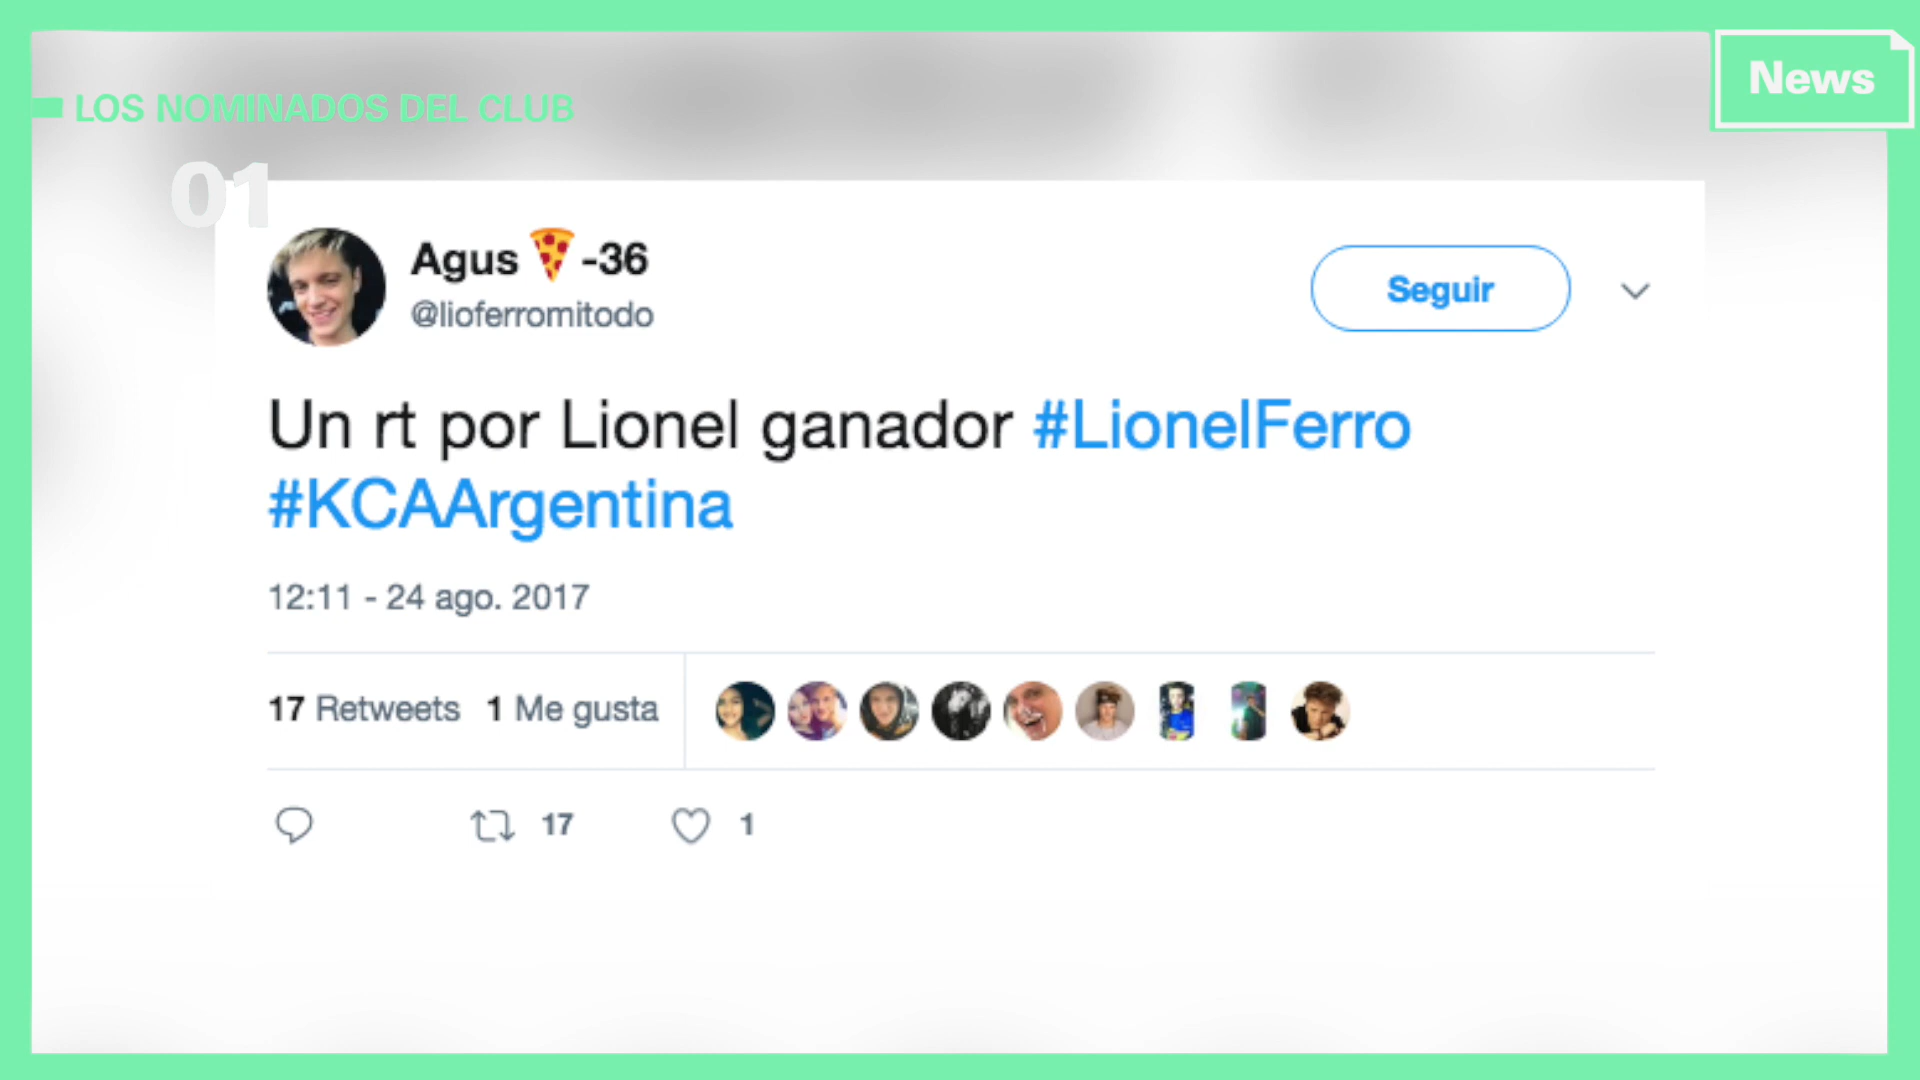 LOS NOMINADOS DEL CLUB
News
01
Agus 🍕-36
@lioferromitodo
Seguir
Un rt por Lionel ganador #LionelFerro
#KCAArgentina
12:11 - 24 ago. 2017
17 Retweets 1 Me gusta
17 1